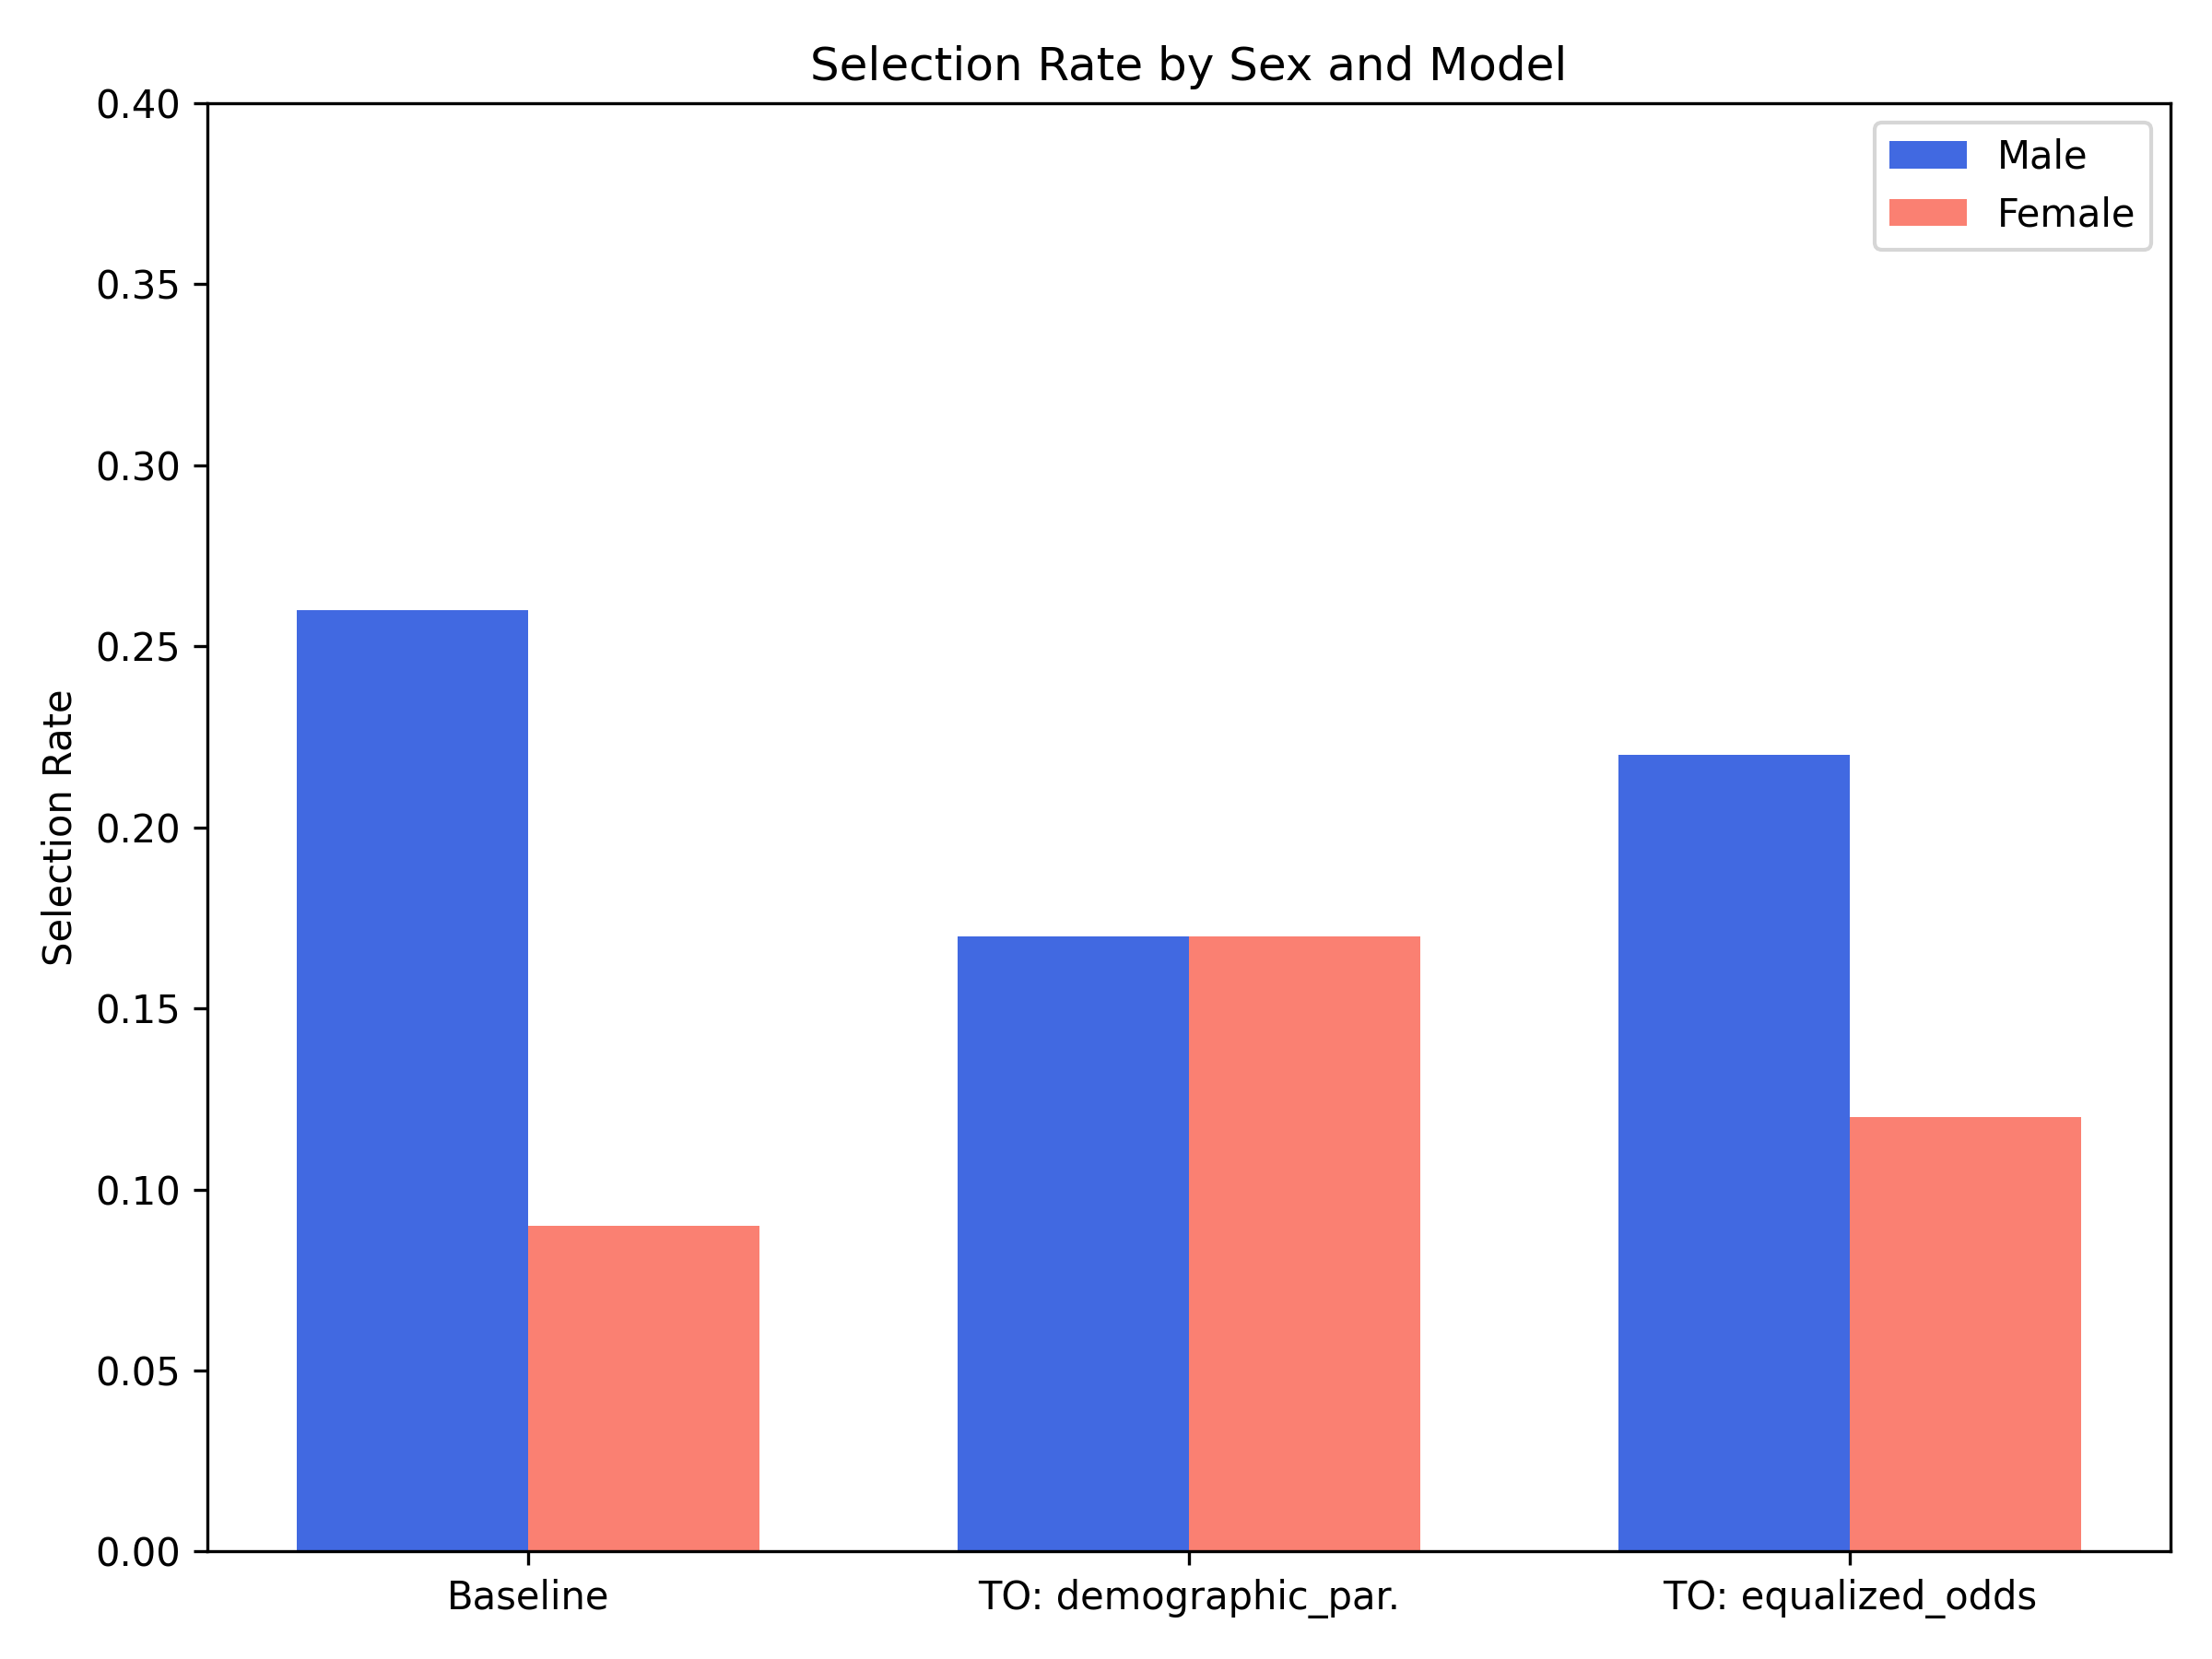 Selection Rate by Sex and Model
Male
Female
Selection Rate
0.40
0.35
0.30
0.25
0.20
0.15
0.10
0.05
0.00
Baseline
TO: demographic_par.
TO: equalized_odds